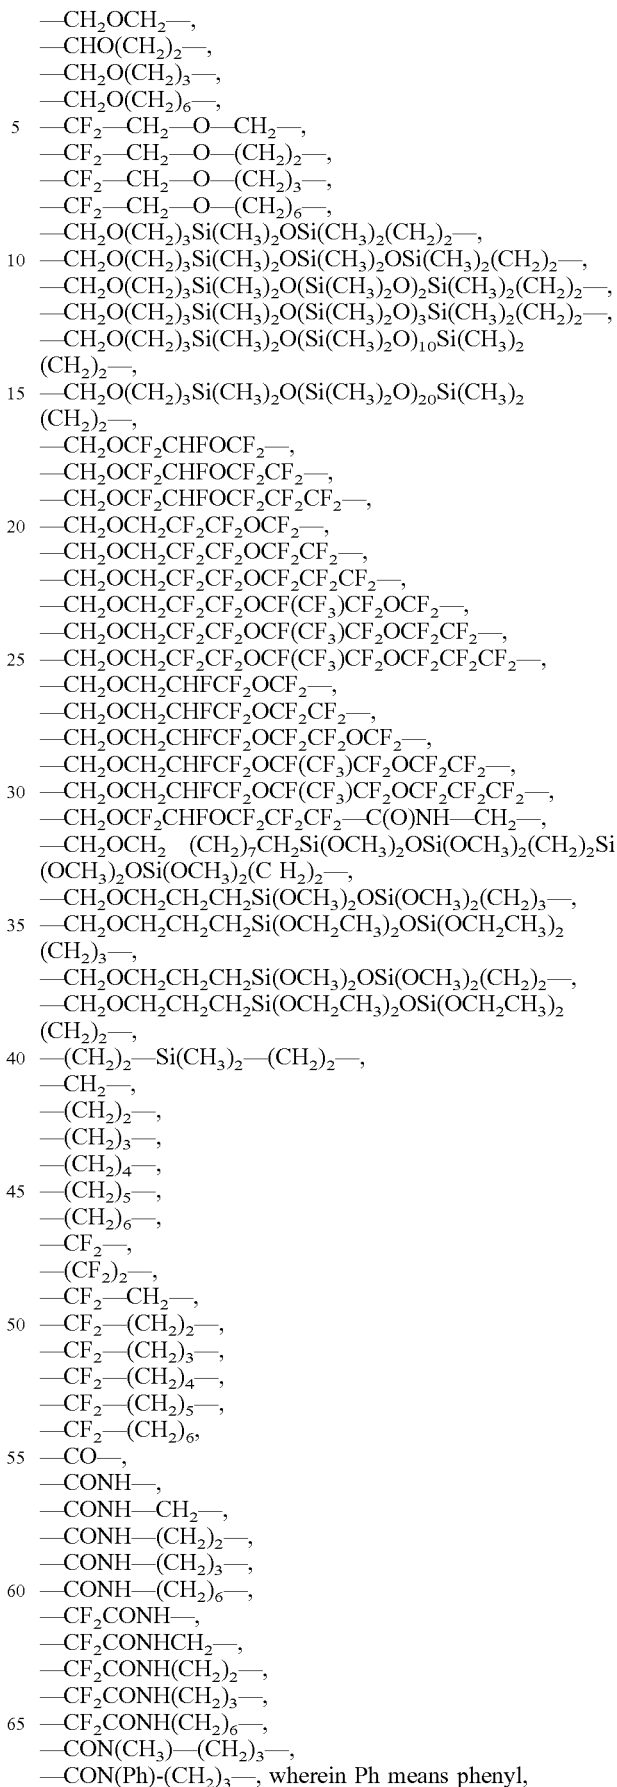 —CH₂OCH₂—,
—CHO(CH₂)₂—,
—CH₂O(CH₂)₃—,
—CH₂O(CH₂)₆—,
5 —CF₂—CH₂—O—CH₂—,
—CF₂—CH₂—O—(CH₂)₂—,
—CF₂—CH₂—O—(CH₂)₃—,
—CF₂—CH₂—O—(CH₂)₆—,
—CH₂O(CH₂)₃Si(CH₃)₂OSi(CH₃)₂(CH₂)₂—,
10 —CH₂O(CH₂)₃Si(CH₃)₂OSi(CH₃)₂OSi(CH₃)₂(CH₂)₂—,
—CH₂O(CH₂)₃Si(CH₃)₂O(Si(CH₃)₂O)₂Si(CH₃)₂(CH₂)₂—,
—CH₂O(CH₂)₃Si(CH₃)₂O(Si(CH₃)₂O)₃Si(CH₃)₂(CH₂)₂—,
—CH₂O(CH₂)₃Si(CH₃)₂O(Si(CH₃)₂O)₁₀Si(CH₃)₂
(CH₂)₂—,
15 —CH₂O(CH₂)₃Si(CH₃)₂O(Si(CH₃)₂O)₂₀Si(CH₃)₂
(CH₂)₂—,
—CH₂OCF₂CHFOCF₂—,
—CH₂OCF₂CHFOCF₂CF₂—,
—CH₂OCF₂CHFOCF₂CF₂CF₂—,
20 —CH₂OCH₂CF₂CF₂OCF₂—,
—CH₂OCH₂CF₂CF₂OCF₂CF₂—,
—CH₂OCH₂CF₂CF₂OCF₂CF₂CF₂—,
—CH₂OCH₂CF₂CF₂OCF(CF₃)CF₂OCF₂—,
—CH₂OCH₂CF₂CF₂OCF(CF₃)CF₂OCF₂CF₂—,
25 —CH₂OCH₂CF₂CF₂OCF(CF₃)CF₂OCF₂CF₂CF₂—,
—CH₂OCH₂CHFCF₂OCF₂—,
—CH₂OCH₂CHFCF₂OCF₂CF₂—,
—CH₂OCH₂CHFCF₂OCF₂CF₂OCF₂—,
—CH₂OCH₂CHFCF₂OCF(CF₃)CF₂OCF₂CF₂—,
30 —CH₂OCH₂CHFCF₂OCF(CF₃)CF₂OCF₂CF₂CF₂—,
—CH₂OCF₂CHFOCF₂CF₂CF₂—C(O)NH—CH₂—,
—CH₂OCH₂ (CH₂)₇CH₂Si(OCH₃)₂OSi(OCH₃)₂(CH₂)₂Si
(OCH₃)₂OSi(OCH₃)₂(C H₂)₂—,
—CH₂OCH₂CH₂CH₂Si(OCH₃)₂OSi(OCH₃)₂(CH₂)₃—,
35 —CH₂OCH₂CH₂CH₂Si(OCH₂CH₃)₂OSi(OCH₂CH₃)₂
(CH₂)₃—,
—CH₂OCH₂CH₂CH₂Si(OCH₃)₂OSi(OCH₃)₂(CH₂)₂—,
—CH₂OCH₂CH₂CH₂Si(OCH₂CH₃)₂OSi(OCH₂CH₃)₂
(CH₂)₂—,
40 —(CH₂)₂—Si(CH₃)₂—(CH₂)₂—,
—CH₂—,
—(CH₂)₂—,
—(CH₂)₃—,
—(CH₂)₄—,
45 —(CH₂)₅—,
—(CH₂)₆—,
—CF₂—,
—(CF₂)₂—,
—CF₂—CH₂—,
50 —CF₂—(CH₂)₂—,
—CF₂—(CH₂)₃—,
—CF₂—(CH₂)₄—,
—CF₂—(CH₂)₅—,
—CF₂—(CH₂)₆,
55 —CO—,
—CONH—,
—CONH—CH₂—,
—CONH—(CH₂)₂—,
—CONH—(CH₂)₃—,
60 —CONH—(CH₂)₆—,
—CF₂CONH—,
—CF₂CONHCH₂—,
—CF₂CONH(CH₂)₂—,
—CF₂CONH(CH₂)₃—,
65 —CF₂CONH(CH₂)₆—,
—CON(CH₃)—(CH₂)₃—,
—CON(Ph)-(CH₂)₃—, wherein Ph means phenyl,